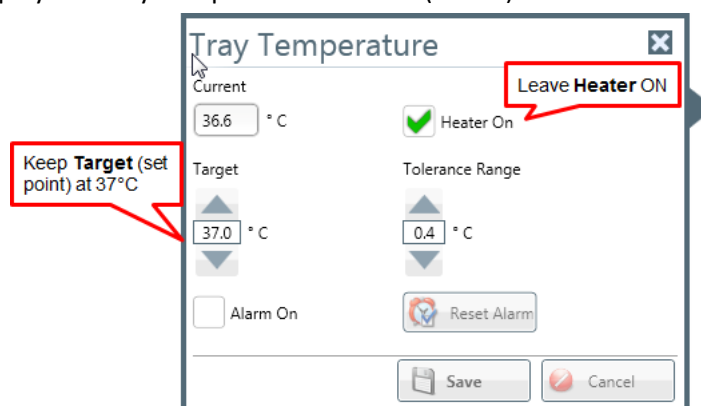 Tray Temperature
Leave Heater ON
Current
36.6 ° C
Heater On
Keep Target (set
point) at 37°C
Target
Tolerance Range
37.0 ° C
0.4 ° C
Alarm On
Reset Alarm
Save
Cancel